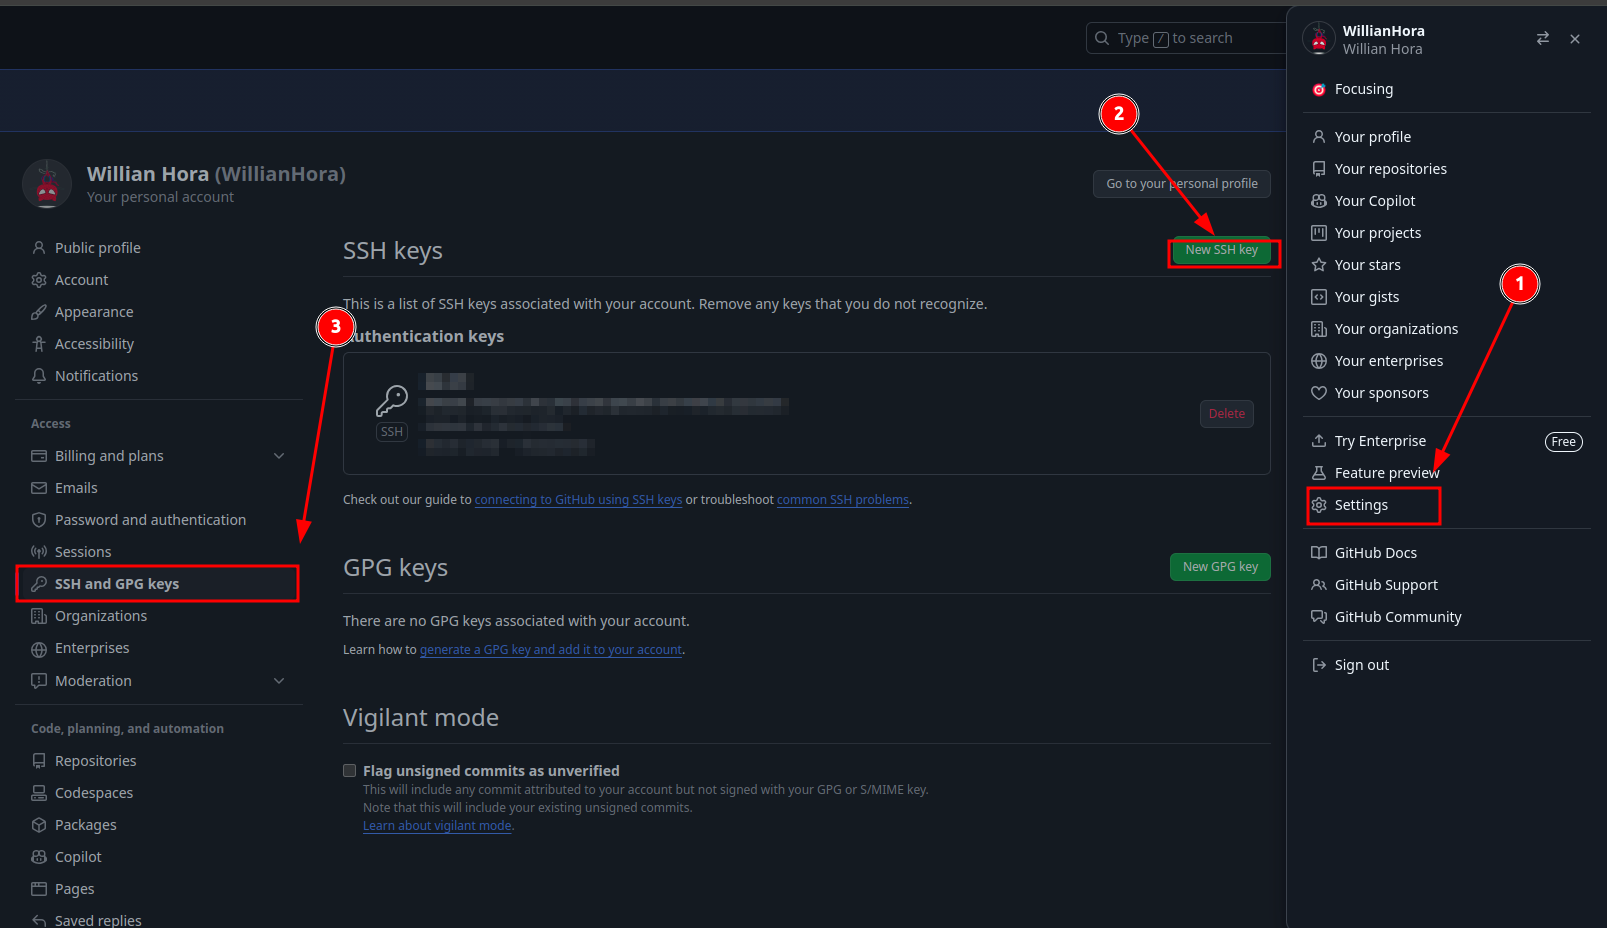 Type / to search
WillianHora
Willian Hora
Focusing
Your profile
Your repositories
Your Copilot
Your projects
Your stars
Your gists
Your organizations
Your enterprises
Your sponsors
Try Enterprise
Free
Feature preview
Settings
GitHub Docs
GitHub Support
GitHub Community
Sign out
1
2
3
Willian Hora (WillianHora)
Your personal account
Go to your personal profile
Public profile
Account
Appearance
Accessibility
Notifications
Access
Billing and plans
Emails
Password and authentication
Sessions
SSH and GPG keys
Organizations
Enterprises
Moderation
Code, planning, and automation
Repositories
Codespaces
Packages
Copilot
Pages
Saved replies
SSH keys
New SSH key
This is a list of SSH keys associated with your account. Remove any keys that you do not recognize.
Authentication keys
SSH
Delete
Check out our guide to connecting to GitHub using SSH keys or troubleshoot common SSH problems.
GPG keys
New GPG key
There are no GPG keys associated with your account.
Learn how to generate a GPG key and add it to your account.
Vigilant mode
Flag unsigned commits as unverified
This will include any commit attributed to your account but not signed with your GPG or S/MIME key.
Note that this will include your existing unsigned commits.
Learn about vigilant mode.